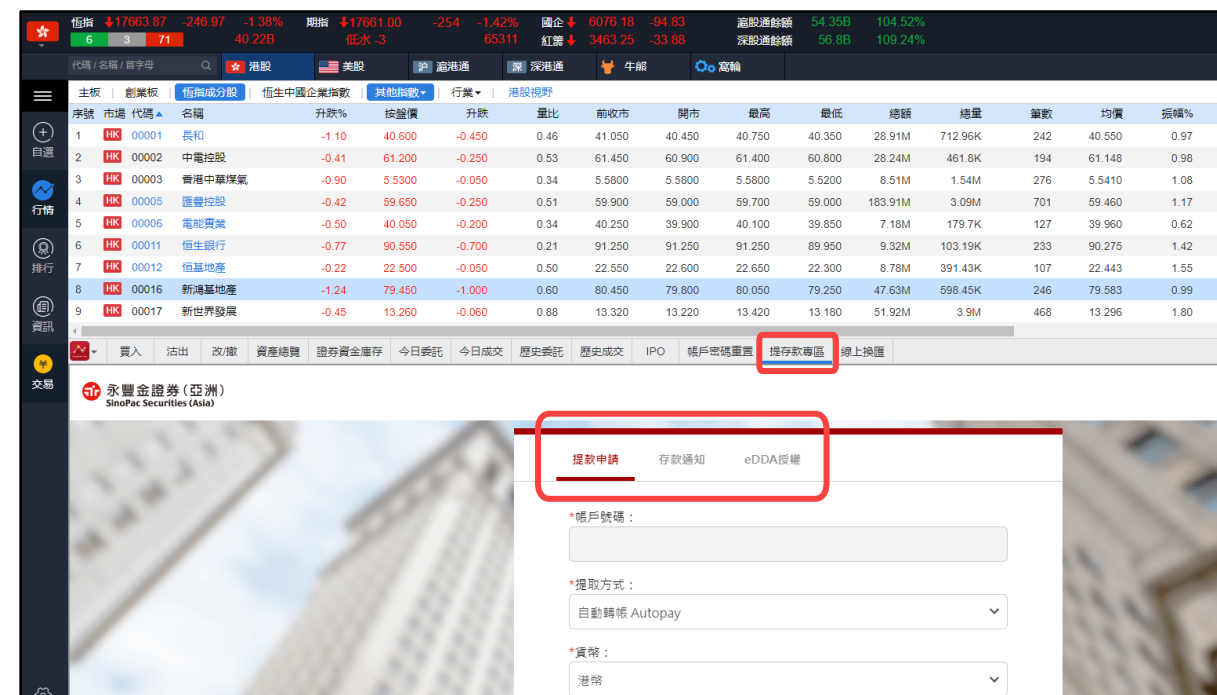 恆指 ↓17663.87 -246.97 -1.38% 期指 ↓17661.00 -254 -1.42% 國企↓ 6076.18 -94.83 滬股通餘額 54.35B 104.52%
6 3 71 40.22B 低水 -3 65311 紅籌↓ 3463.25 -33.88 深股通餘額 56.8B 109.24%
代碼 / 名稱 / 首字母 港股 美股 滬 滬港通 深 深港通 牛熊 窩輪
主板 | 創業板 | 恆指成分股 | 恆生中國企業指數 | 其他指數 | 行業 | 港股視野
序號 市場 代碼 名稱 升跌% 按盤價 升跌 量比 前收市 開市 最高 最低 總額 總量 筆數 均價 振幅%
1 HK 00001 長和 -1.10 40.600 -0.450 0.46 41.050 40.450 40.750 40.350 28.91M 712.96K 242 40.550 0.97
2 HK 00002 中電控股 -0.41 61.200 -0.250 0.53 61.450 60.900 61.400 60.800 28.24M 461.8K 194 61.148 0.98
3 HK 00003 香港中華煤氣 -0.90 5.5300 -0.050 0.34 5.5800 5.5800 5.5800 5.5200 8.51M 1.54M 276 5.5410 1.08
4 HK 00005 匯豐控股 -0.42 59.650 -0.250 0.51 59.900 59.000 59.700 59.000 183.91M 3.09M 701 59.460 1.17
5 HK 00006 電能實業 -0.50 40.050 -0.200 0.34 40.250 39.900 40.100 39.850 7.18M 179.7K 127 39.960 0.62
6 HK 00011 恒生銀行 -0.77 90.550 -0.700 0.21 91.250 91.250 91.250 89.950 9.32M 103.19K 233 90.275 1.42
7 HK 00012 恒基地產 -0.22 22.500 -0.050 0.50 22.550 22.600 22.650 22.300 8.78M 391.43K 107 22.443 1.55
8 HK 00016 新鴻基地產 -1.24 79.450 -1.000 0.60 80.450 79.800 80.050 79.250 47.63M 598.45K 246 79.583 0.99
9 HK 00017 新世界發展 -0.45 13.260 -0.060 0.88 13.320 13.220 13.420 13.180 51.92M 3.9M 468 13.296 1.80
自選
行情
排行
資訊
交易
買入 沽出 改/撤 資產總覽 證券資金庫存 今日委託 今日成交 歷史委託 歷史成交 IPO 帳戶密碼重置 提存款專區 線上換匯
永豐金證券(亞洲)
SinoPac Securities (Asia)
提款申請 存款通知 eDDA授權
*帳戶號碼：
*提取方式：
自動轉帳 Autopay
*貨幣：
港幣